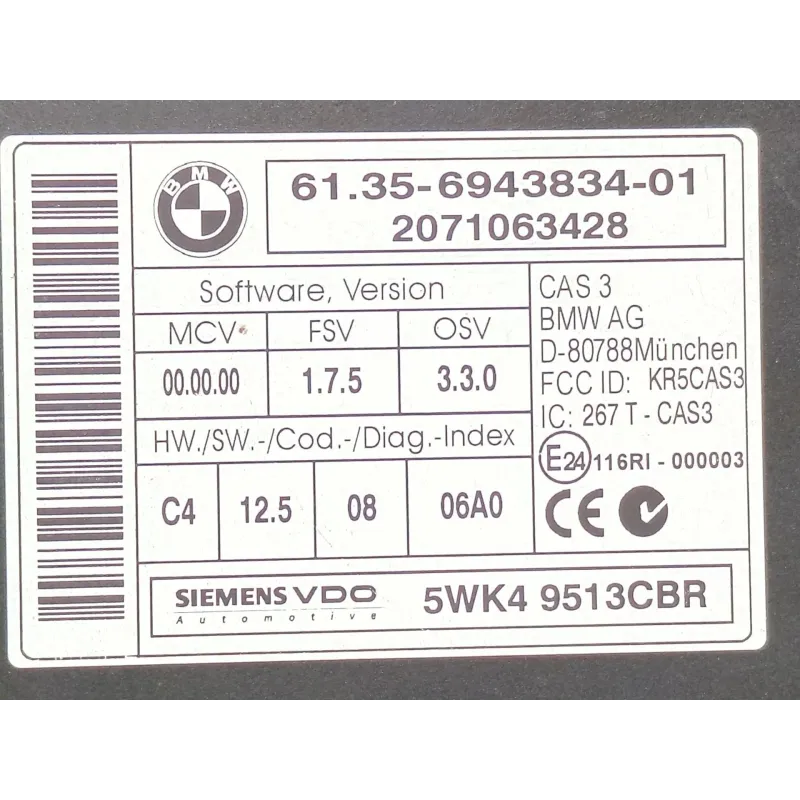 BMW
61.35-6943834-01
2071063428
Software, Version
MCV FSV OSV
00.00.00 1.7.5 3.3.0
HW./SW.-/Cod.-/Diag.-Index
C4 12.5 08 06A0
CAS 3
BMW AG
D-80788München
FCC ID: KR5CAS3
IC: 267 T - CAS3
E24 116RI - 000003
CE
SIEMENS VDO
Automotive
5WK4 9513CBR